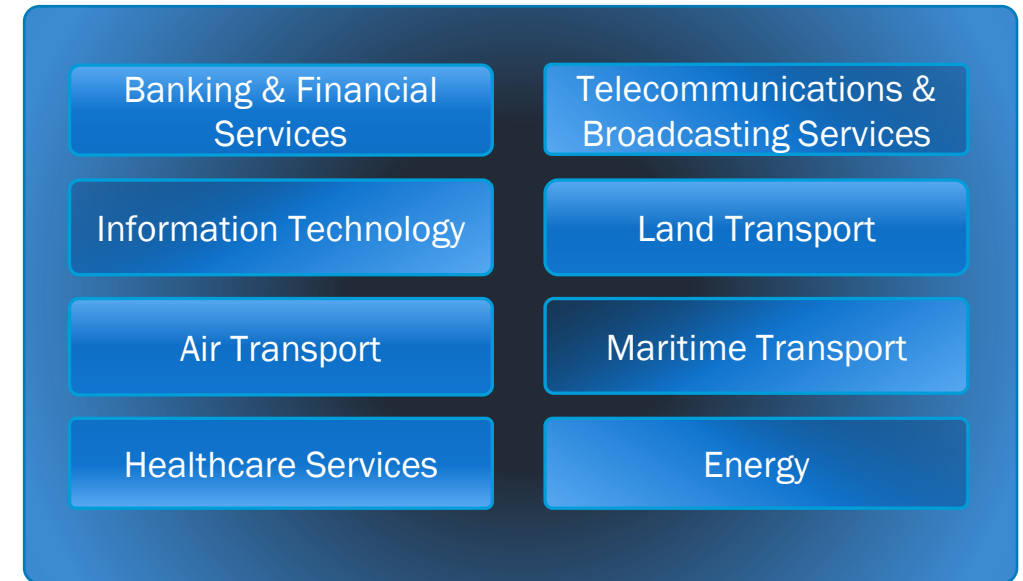 Banking & Financial
Services
Telecommunications &
Broadcasting Services
Information Technology
Land Transport
Air Transport
Maritime Transport
Healthcare Services
Energy